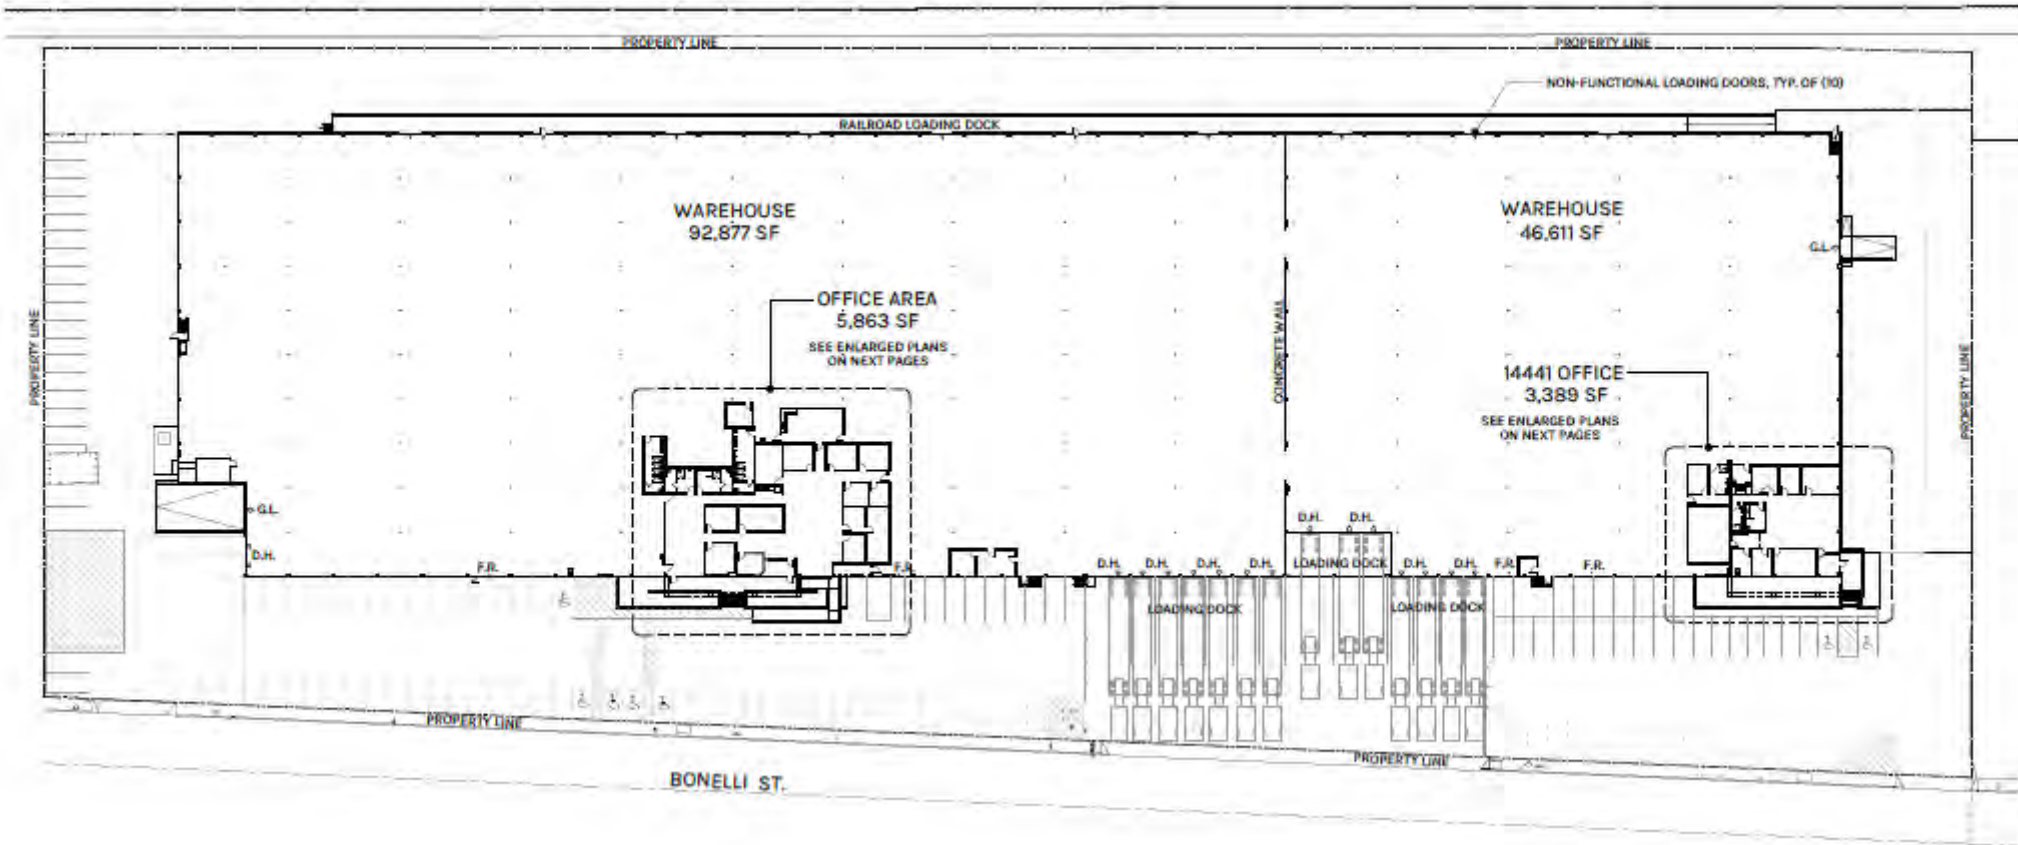 PROPERTY LINE
PROPERTY LINE
NON-FUNCTIONAL LOADING DOORS, TYP. OF (10)
RAILROAD LOADING DOCK
WAREHOUSE
92,877 SF
WAREHOUSE
46,611 SF
G.L.
OFFICE AREA
5,863 SF
SEE ENLARGED PLANS
ON NEXT PAGES
PROPERTY LINE
CONCRETE WALL
14441 OFFICE
3,389 SF
SEE ENLARGED PLANS
ON NEXT PAGES
PROPERTY LINE
G.L.
D.H.
D.H.
D.H.
F.R.
F.R.
D.H.
D.H.
D.H.
D.H.
LOADING DOCK
D.H.
D.H.
F.R.
F.R.
LOADING DOCK
LOADING DOCK
PROPERTY LINE
PROPERTY LINE
BONELLI ST.